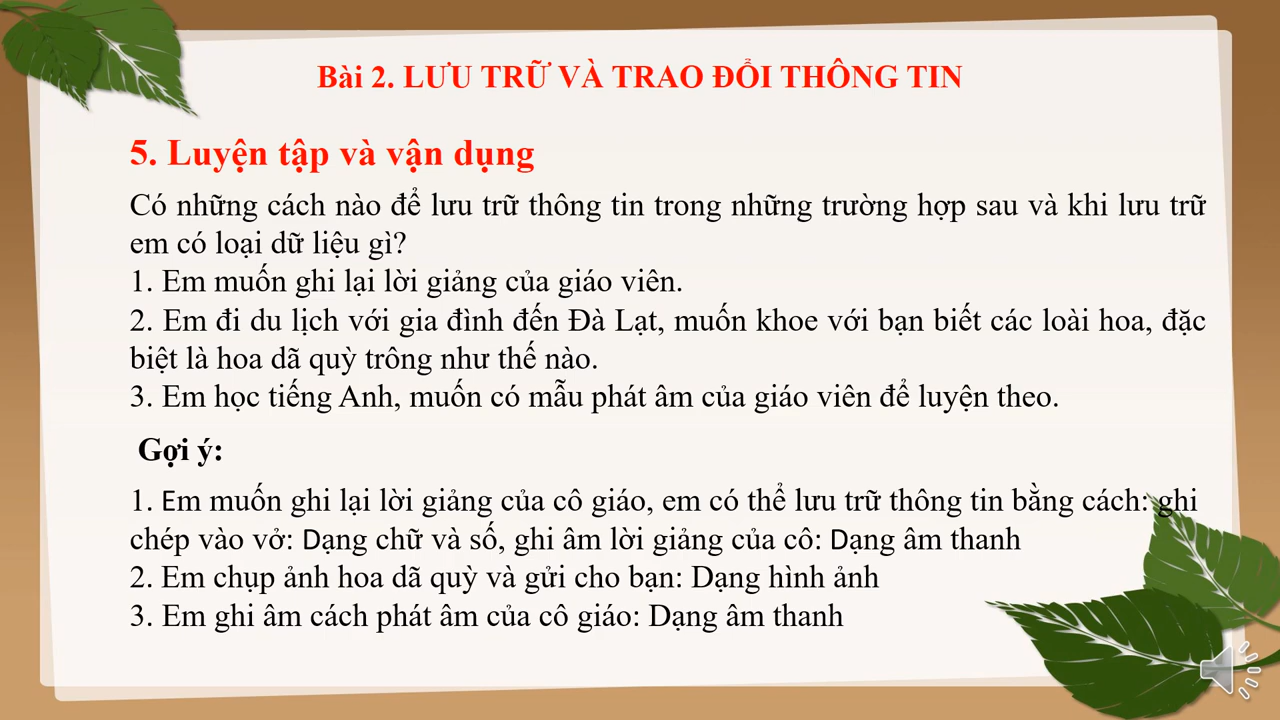 Bài 2. LƯU TRỮ VÀ TRAO ĐỔI THÔNG TIN
5. Luyện tập và vận dụng
Có những cách nào để lưu trữ thông tin trong những trường hợp sau và khi lưu trữ
em có loại dữ liệu gì?
1. Em muốn ghi lại lời giảng của giáo viên.
2. Em đi du lịch với gia đình đến Đà Lạt, muốn khoe với bạn biết các loài hoa, đặc
biệt là hoa dã quỳ trông như thế nào.
3. Em học tiếng Anh, muốn có mẫu phát âm của giáo viên để luyện theo.
Gợi ý:
1. Em muốn ghi lại lời giảng của cô giáo, em có thể lưu trữ thông tin bằng cách: ghi
chép vào vở: Dạng chữ và số, ghi âm lời giảng của cô: Dạng âm thanh
2. Em chụp ảnh hoa dã quỳ và gửi cho bạn: Dạng hình ảnh
3. Em ghi âm cách phát âm của cô giáo: Dạng âm thanh